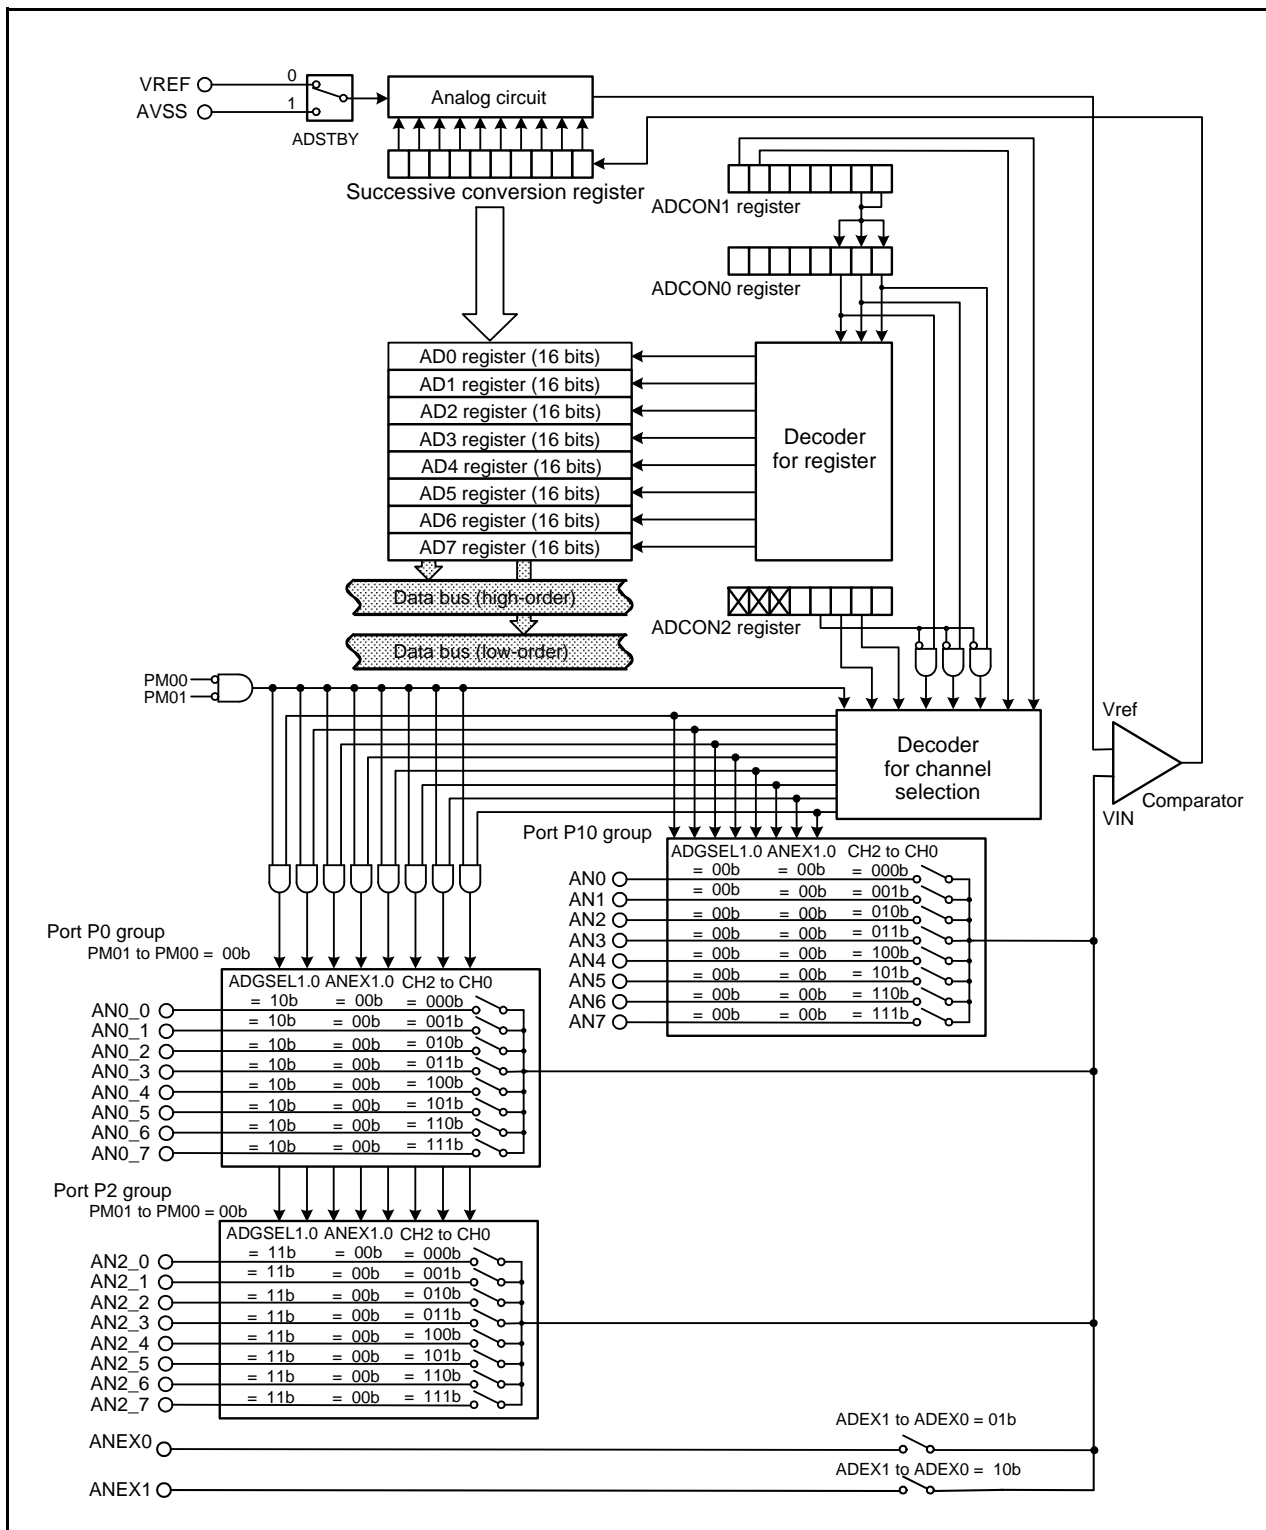 VREF
AVSS
0
1
ADSTBY
Analog circuit
Successive conversion register
ADCON1 register
ADCON0 register
AD0 register (16 bits)
AD1 register (16 bits)
AD2 register (16 bits)
AD3 register (16 bits)
AD4 register (16 bits)
AD5 register (16 bits)
AD6 register (16 bits)
AD7 register (16 bits)
Decoder
for register
Data bus (high-order)
Data bus (low-order)
ADCON2 register
PM00
PM01
Decoder
for channel
selection
Vref
VIN
Comparator
Port P10 group
ADGSEL1.0 ANEX1.0 CH2 to CH0
AN0 = 00b = 00b = 000b
AN1 = 00b = 00b = 001b
AN2 = 00b = 00b = 010b
AN3 = 00b = 00b = 011b
AN4 = 00b = 00b = 100b
AN5 = 00b = 00b = 101b
AN6 = 00b = 00b = 110b
AN7 = 00b = 00b = 111b
Port P0 group
PM01 to PM00 = 00b
ADGSEL1.0 ANEX1.0 CH2 to CH0
AN0_0 = 10b = 00b = 000b
AN0_1 = 10b = 00b = 001b
AN0_2 = 10b = 00b = 010b
AN0_3 = 10b = 00b = 011b
AN0_4 = 10b = 00b = 100b
AN0_5 = 10b = 00b = 101b
AN0_6 = 10b = 00b = 110b
AN0_7 = 10b = 00b = 111b
Port P2 group
PM01 to PM00 = 00b
ADGSEL1.0 ANEX1.0 CH2 to CH0
AN2_0 = 11b = 00b = 000b
AN2_1 = 11b = 00b = 001b
AN2_2 = 11b = 00b = 010b
AN2_3 = 11b = 00b = 011b
AN2_4 = 11b = 00b = 100b
AN2_5 = 11b = 00b = 101b
AN2_6 = 11b = 00b = 110b
AN2_7 = 11b = 00b = 111b
ADEX1 to ADEX0 = 01b
ANEX0
ADEX1 to ADEX0 = 10b
ANEX1